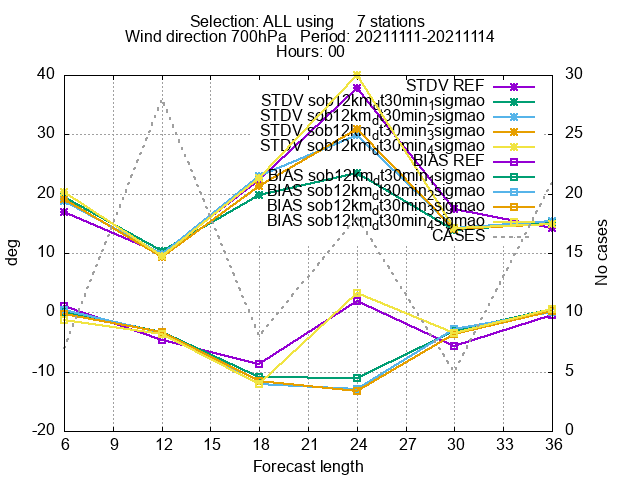 Selection: ALL using 7 stations
Wind direction 700hPa Period: 20211111-20211114
Hours: 00
40
30
20
10
0
-10
-20
deg
30
25
20
15
10
5
0
No cases
STDV REF
STDV sob12km_dt30min_1sigmao
STDV sob12km_dt30min_2sigmao
STDV sob12km_dt30min_3sigmao
STDV sob12km_dt30min_4sigmao
BIAS REF
BIAS sob12km_dt30min_1sigmao
BIAS sob12km_dt30min_2sigmao
BIAS sob12km_dt30min_3sigmao
BIAS sob12km_dt30min_4sigmao
CASES
6 9 12 15 18 21 24 27 30 33 36
Forecast length